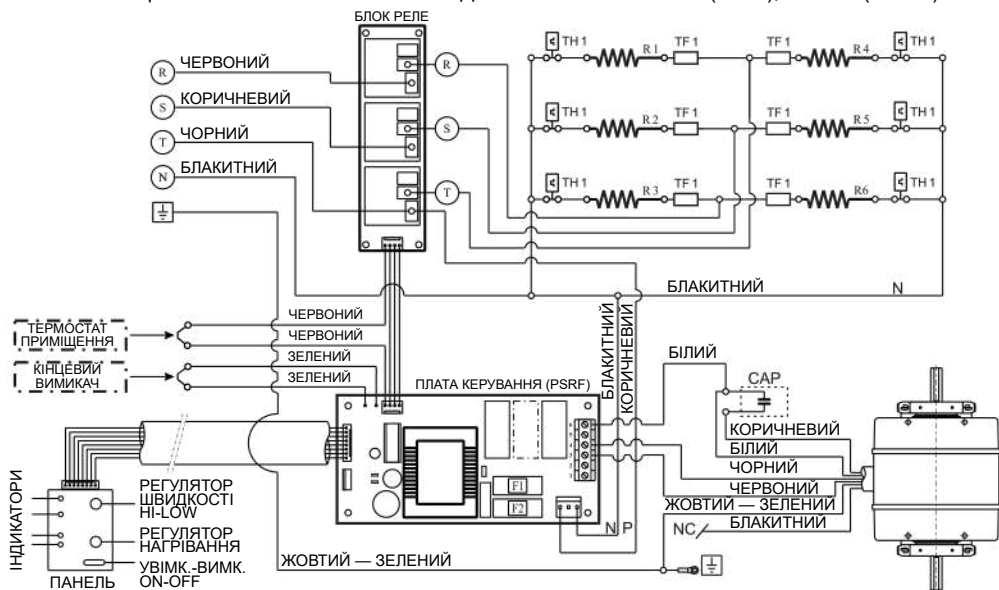 БЛОК РЕЛЕ
R
ЧЕРВОНИЙ
S
КОРИЧНЕВИЙ
T
ЧОРНИЙ
N
БЛАКИТНИЙ
R
S
T
TH 1
R 1
TF 1
R 4
TH 1
TH 1
R 2
TF 1
TF 1
R 5
TH 1
TH 1
R 3
TF 1
TF 1
R6
TH 1
БЛАКИТНИЙ
N
ТЕРМОСТАТ
ПРИМІЩЕННЯ
ЧЕРВОНИЙ
ЧЕРВОНИЙ
КІНЦЕВИЙ
ВИМИКАЧ
ЗЕЛЕНИЙ
ЗЕЛЕНИЙ
БЛАКИТНИЙ
КОРИЧНЕВИЙ
ПЛАТА КЕРУВАННЯ (PSRF)
F1
F2
N P
БІЛИЙ
CAP
КОРИЧНЕВИЙ
БІЛИЙ
ЧОРНИЙ
ЧЕРВОНИЙ
ЖОВТИЙ — ЗЕЛЕНИЙ
NC
БЛАКИТНИЙ
ІНДИКАТОРИ
РЕГУЛЯТОР
ШВИДКОСТІ
HI-LOW
РЕГУЛЯТОР
НАГРІВАННЯ
УВІМК.-ВИМК.
ON-OFF
ПАНЕЛЬ
ЖОВТИЙ — ЗЕЛЕНИЙ